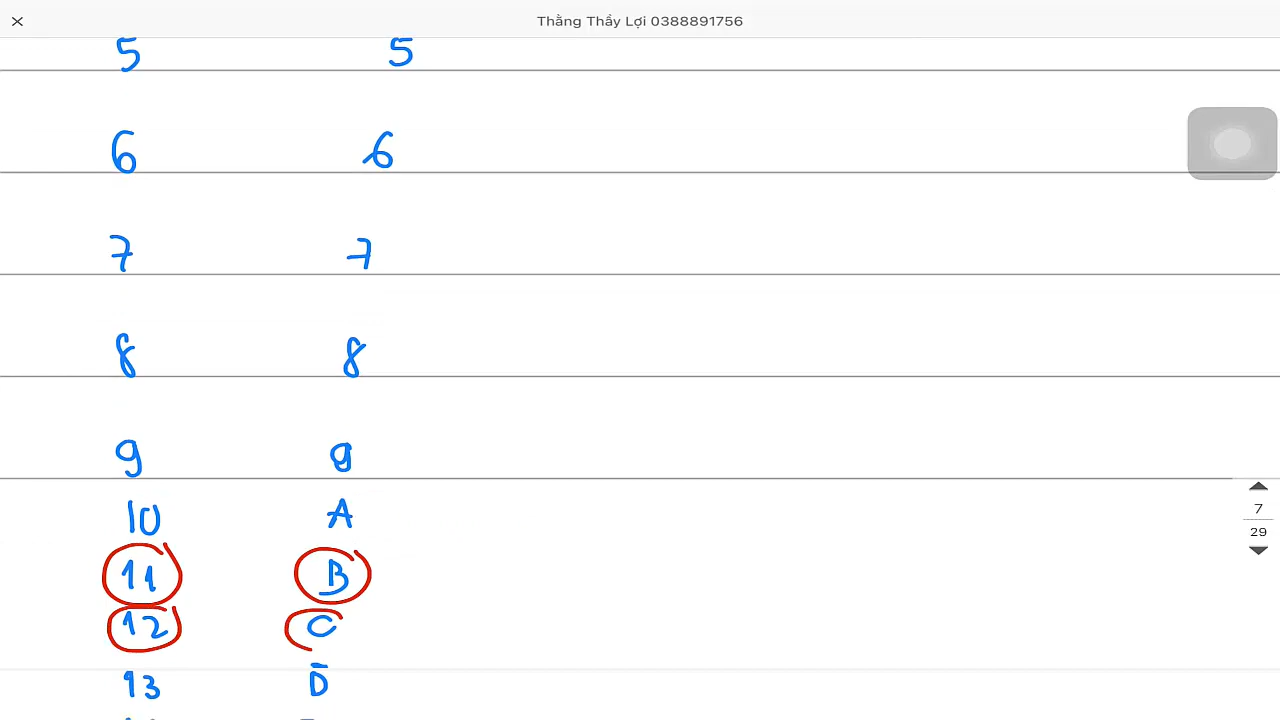 × Thằng Thầy Lợi 0388891756
5 5
6 6
7 7
8 8
9 9
10 A
11 B
12 C
13 D
7
29